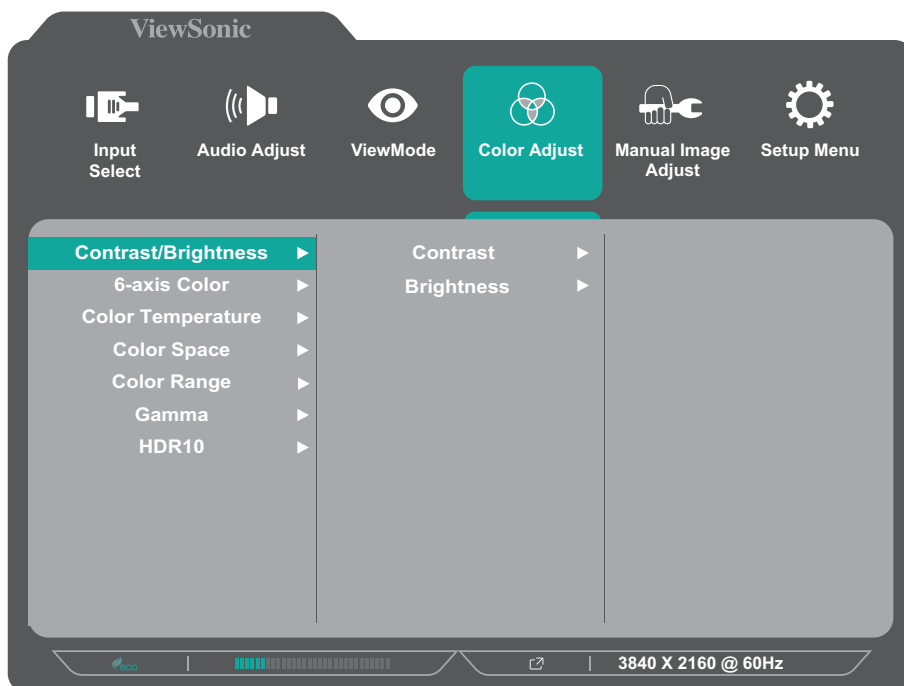 ViewSonic
Input
Select
Audio Adjust
ViewMode
Color Adjust
Manual Image
Adjust
Setup Menu
Contrast/Brightness
6-axis Color
Color Temperature
Color Space
Color Range
Gamma
HDR10
Contrast
Brightness
eco
3840 X 2160 @ 60Hz